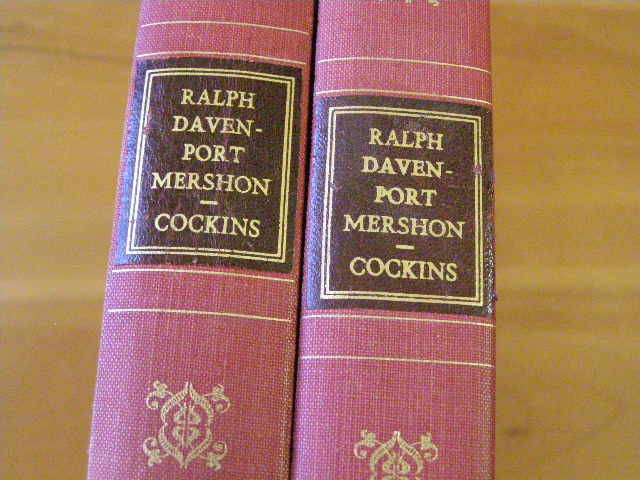 RALPH
DAVEN-
PORT
MERSHON
COCKINS
RALPH
DAVEN-
PORT
MERSHON
COCKINS